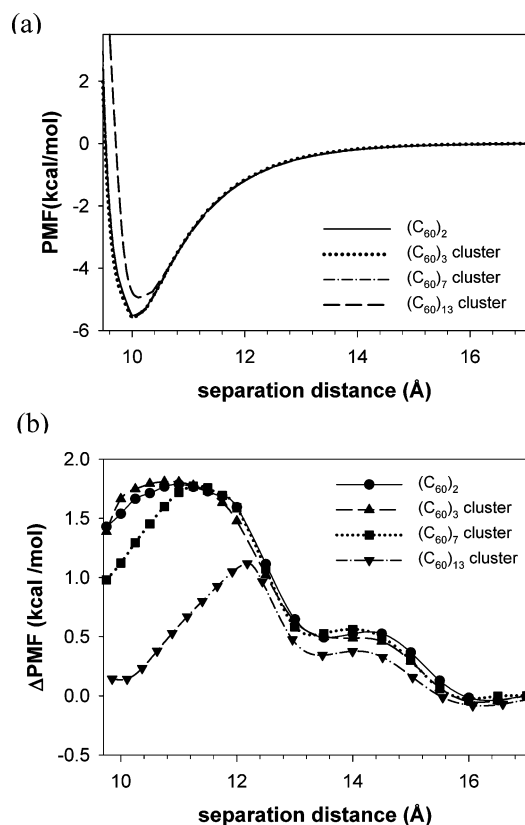 (a)
PMF(kcal/mol)
2
0
-2
-4
-6
(C60)2
(C60)3 cluster
(C60)7 cluster
(C60)13 cluster
10 12 14 16
separation distance (Å)
(b)
ΔPMF (kcal /mol)
2.0
1.5
1.0
0.5
0.0
-0.5
(C60)2
(C60)3 cluster
(C60)7 cluster
(C60)13 cluster
10 12 14 16
separation distance (Å)